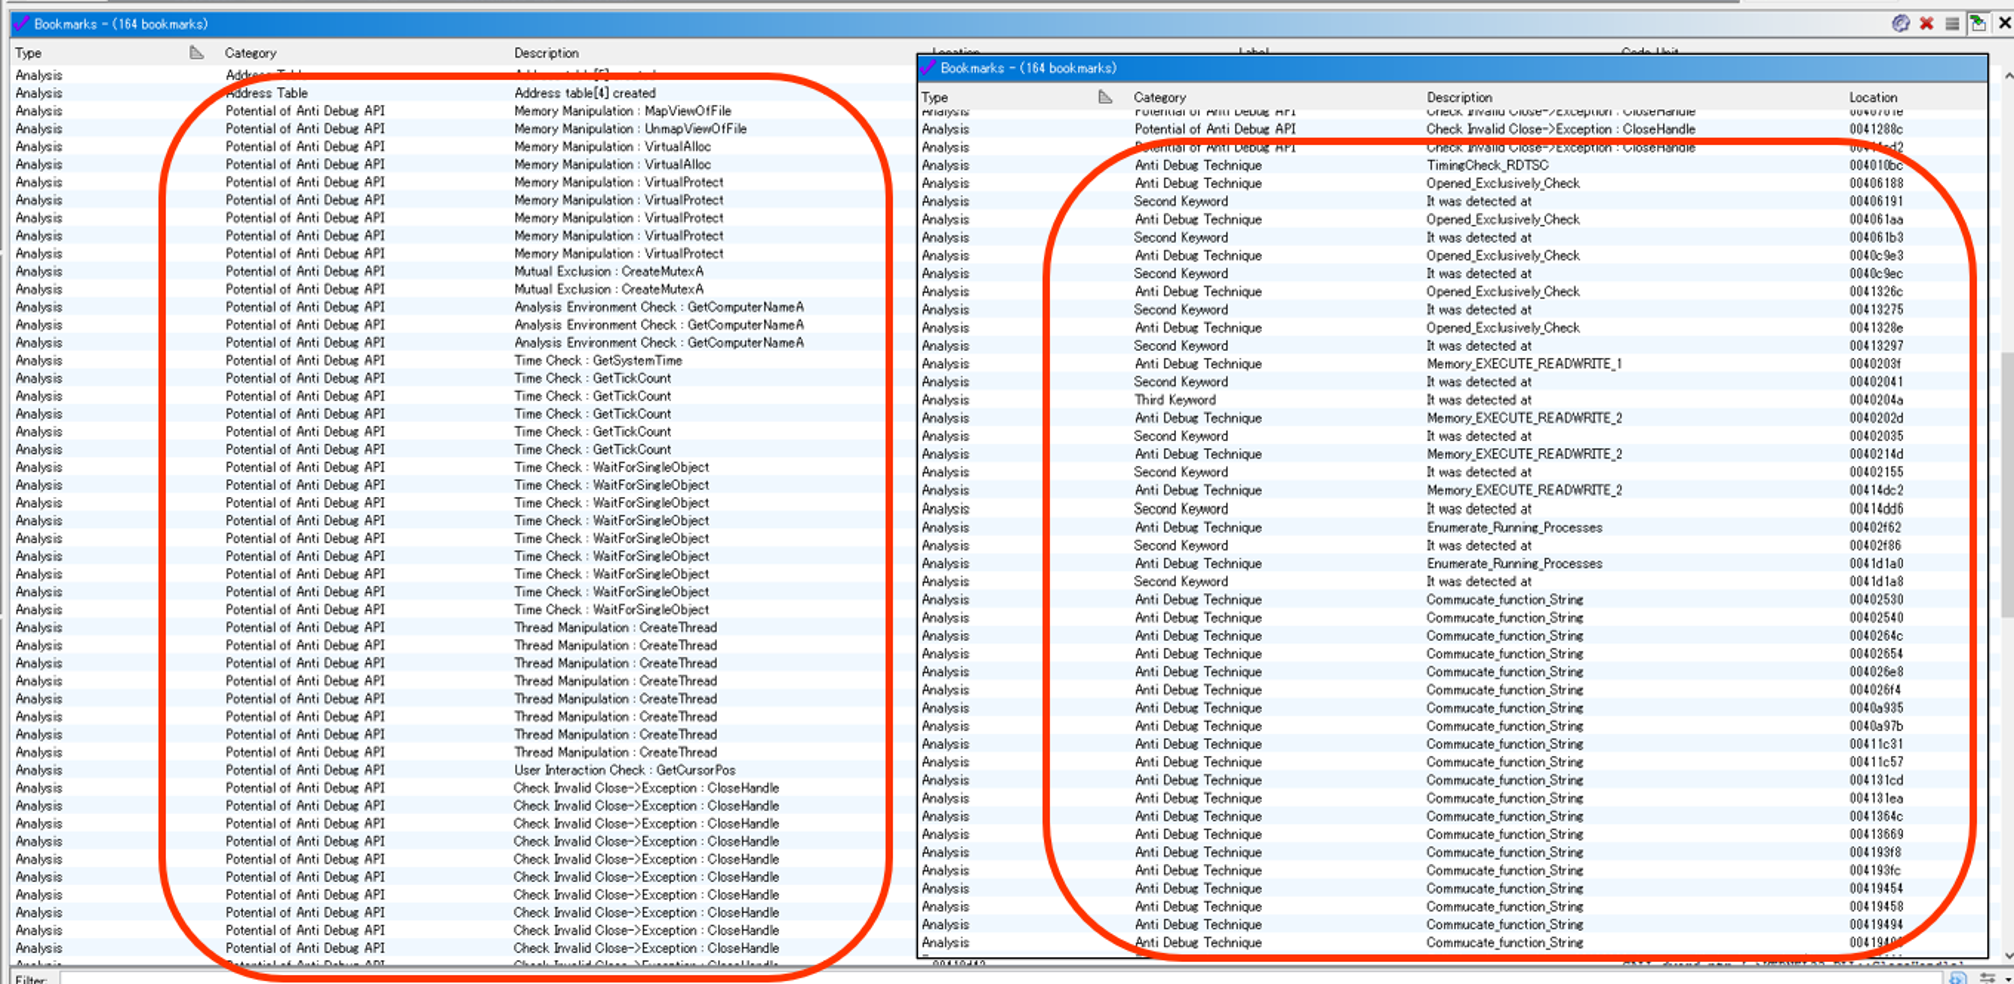 Bookmarks - (164 bookmarks)
Type Category Description
Analysis
Analysis Address Table Address table[4] created
Analysis Potential of Anti Debug API Memory Manipulation : MapViewOfFile
Analysis Potential of Anti Debug API Memory Manipulation : UnmapViewOfFile
Analysis Potential of Anti Debug API Memory Manipulation : VirtualAlloc
Analysis Potential of Anti Debug API Memory Manipulation : VirtualAlloc
Analysis Potential of Anti Debug API Memory Manipulation : VirtualProtect
Analysis Potential of Anti Debug API Memory Manipulation : VirtualProtect
Analysis Potential of Anti Debug API Memory Manipulation : VirtualProtect
Analysis Potential of Anti Debug API Memory Manipulation : VirtualProtect
Analysis Potential of Anti Debug API Memory Manipulation : VirtualProtect
Analysis Potential of Anti Debug API Mutual Exclusion : CreateMutexA
Analysis Potential of Anti Debug API Mutual Exclusion : CreateMutexA
Analysis Potential of Anti Debug API Analysis Environment Check : GetComputerNameA
Analysis Potential of Anti Debug API Analysis Environment Check : GetComputerNameA
Analysis Potential of Anti Debug API Analysis Environment Check : GetComputerNameA
Analysis Potential of Anti Debug API Time Check : GetSystemTime
Analysis Potential of Anti Debug API Time Check : GetTickCount
Analysis Potential of Anti Debug API Time Check : GetTickCount
Analysis Potential of Anti Debug API Time Check : GetTickCount
Analysis Potential of Anti Debug API Time Check : GetTickCount
Analysis Potential of Anti Debug API Time Check : GetTickCount
Analysis Potential of Anti Debug API Time Check : WaitForSingleObject
Analysis Potential of Anti Debug API Time Check : WaitForSingleObject
Analysis Potential of Anti Debug API Time Check : WaitForSingleObject
Analysis Potential of Anti Debug API Time Check : WaitForSingleObject
Analysis Potential of Anti Debug API Time Check : WaitForSingleObject
Analysis Potential of Anti Debug API Time Check : WaitForSingleObject
Analysis Potential of Anti Debug API Time Check : WaitForSingleObject
Analysis Potential of Anti Debug API Time Check : WaitForSingleObject
Analysis Potential of Anti Debug API Time Check : WaitForSingleObject
Analysis Potential of Anti Debug API Thread Manipulation : CreateThread
Analysis Potential of Anti Debug API Thread Manipulation : CreateThread
Analysis Potential of Anti Debug API Thread Manipulation : CreateThread
Analysis Potential of Anti Debug API Thread Manipulation : CreateThread
Analysis Potential of Anti Debug API Thread Manipulation : CreateThread
Analysis Potential of Anti Debug API Thread Manipulation : CreateThread
Analysis Potential of Anti Debug API Thread Manipulation : CreateThread
Analysis Potential of Anti Debug API Thread Manipulation : CreateThread
Analysis Potential of Anti Debug API User Interaction Check : GetCursorPos
Analysis Potential of Anti Debug API Check Invalid Close->Exception : CloseHandle
Analysis Potential of Anti Debug API Check Invalid Close->Exception : CloseHandle
Analysis Potential of Anti Debug API Check Invalid Close->Exception : CloseHandle
Analysis Potential of Anti Debug API Check Invalid Close->Exception : CloseHandle
Analysis Potential of Anti Debug API Check Invalid Close->Exception : CloseHandle
Analysis Potential of Anti Debug API Check Invalid Close->Exception : CloseHandle
Analysis Potential of Anti Debug API Check Invalid Close->Exception : CloseHandle
Analysis Potential of Anti Debug API Check Invalid Close->Exception : CloseHandle
Analysis Potential of Anti Debug API Check Invalid Close->Exception : CloseHandle
Analysis Potential of Anti Debug API Check Invalid Close->Exception : CloseHandle
Filter:
Bookmarks - (164 bookmarks)
Type Category Description Location
Analysis Potential of Anti Debug API Check Invalid Close->Exception : CloseHandle
Analysis Potential of Anti Debug API Check Invalid Close->Exception : CloseHandle 0041288c
Analysis Potential of Anti Debug API Check Invalid Close->Exception : CloseHandle
Analysis Anti Debug Technique TimingCheck_RDTSC 004010bc
Analysis Anti Debug Technique Opened_Exclusively_Check 00406188
Analysis Second Keyword It was detected at 00406191
Analysis Anti Debug Technique Opened_Exclusively_Check 004061aa
Analysis Second Keyword It was detected at 004061b3
Analysis Anti Debug Technique Opened_Exclusively_Check 0040c9e3
Analysis Second Keyword It was detected at 0040c9ec
Analysis Anti Debug Technique Opened_Exclusively_Check 0041326c
Analysis Second Keyword It was detected at 00413275
Analysis Anti Debug Technique Opened_Exclusively_Check 0041328e
Analysis Second Keyword It was detected at 00413297
Analysis Anti Debug Technique Memory_EXECUTE_READWRITE_1 0040203f
Analysis Second Keyword It was detected at 00402041
Analysis Third Keyword It was detected at 0040204a
Analysis Anti Debug Technique Memory_EXECUTE_READWRITE_2 0040202d
Analysis Second Keyword It was detected at 00402035
Analysis Anti Debug Technique Memory_EXECUTE_READWRITE_2 0040214d
Analysis Second Keyword It was detected at 00402155
Analysis Anti Debug Technique Memory_EXECUTE_READWRITE_2 00414dc2
Analysis Second Keyword It was detected at 00414dd6
Analysis Anti Debug Technique Enumerate_Running_Processes 00402f62
Analysis Second Keyword It was detected at 00402f86
Analysis Anti Debug Technique Enumerate_Running_Processes 0041d1a0
Analysis Second Keyword It was detected at 0041d1a8
Analysis Anti Debug Technique Commucate_function_String 00402530
Analysis Anti Debug Technique Commucate_function_String 00402540
Analysis Anti Debug Technique Commucate_function_String 0040264c
Analysis Anti Debug Technique Commucate_function_String 00402654
Analysis Anti Debug Technique Commucate_function_String 004026e8
Analysis Anti Debug Technique Commucate_function_String 004026f4
Analysis Anti Debug Technique Commucate_function_String 0040a935
Analysis Anti Debug Technique Commucate_function_String 0040a97b
Analysis Anti Debug Technique Commucate_function_String 00411c31
Analysis Anti Debug Technique Commucate_function_String 00411c57
Analysis Anti Debug Technique Commucate_function_String 004131cd
Analysis Anti Debug Technique Commucate_function_String 004131ea
Analysis Anti Debug Technique Commucate_function_String 0041364c
Analysis Anti Debug Technique Commucate_function_String 00413669
Analysis Anti Debug Technique Commucate_function_String 004193f8
Analysis Anti Debug Technique Commucate_function_String 004193fc
Analysis Anti Debug Technique Commucate_function_String 00419454
Analysis Anti Debug Technique Commucate_function_String 00419458
Analysis Anti Debug Technique Commucate_function_String 00419494
Analysis Anti Debug Technique Commucate_function_String